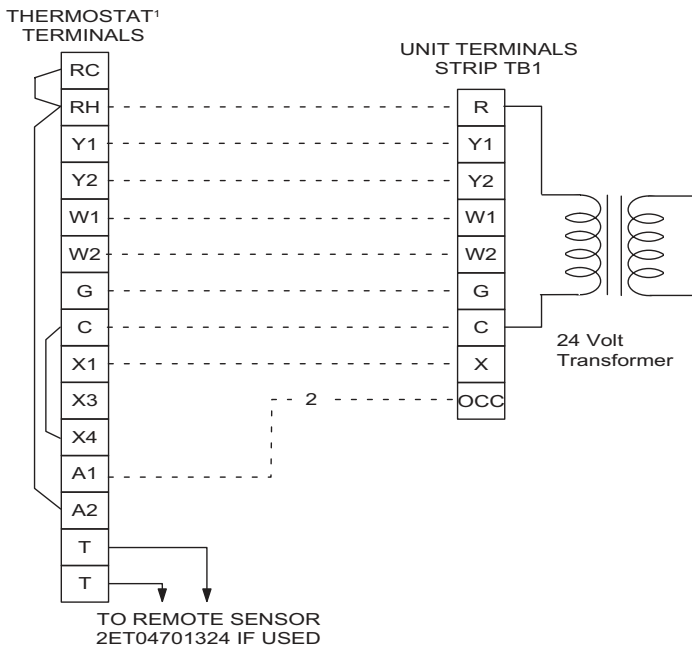 THERMOSTAT¹
TERMINALS
UNIT TERMINALS
STRIP TB1
RC
RH
R
Y1
Y1
Y2
Y2
W1
W1
W2
W2
G
G
C
C
24 Volt
Transformer
X1
X
X3
2
OCC
X4
A1
A2
T
T
TO REMOTE SENSOR
2ET04701324 IF USED